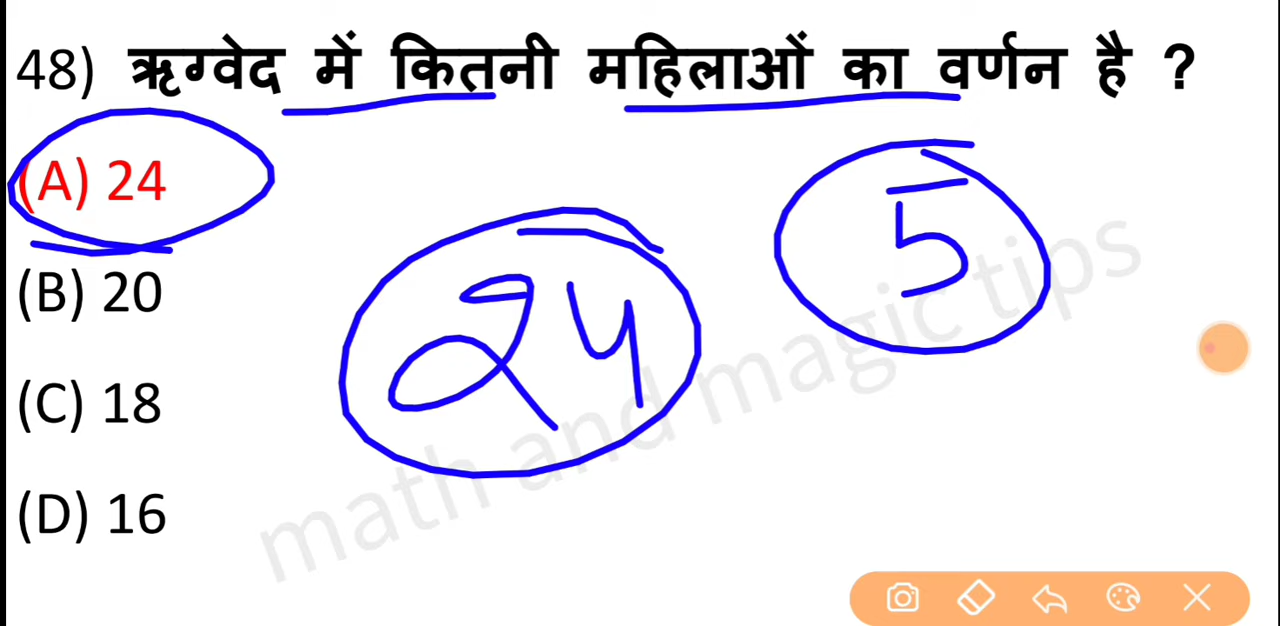 48) ऋग्वेद में कितनी महिलाओं का वर्णन है ?
(A) 24
24
5
(B) 20
(C) 18
(D) 16
math and magic tips